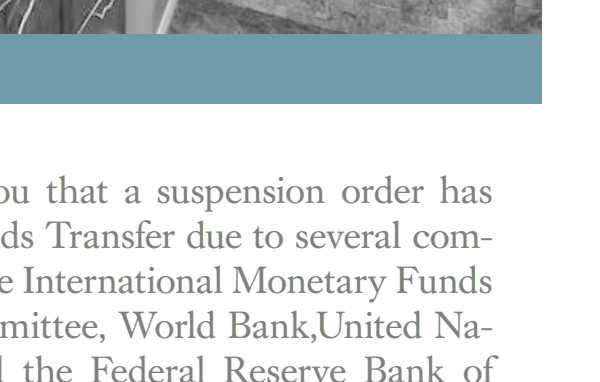 ou that a suspension order has
ds Transfer due to several com-
e International Monetary Funds
mittee, World Bank,United Na-
the Federal Reserve Bank of